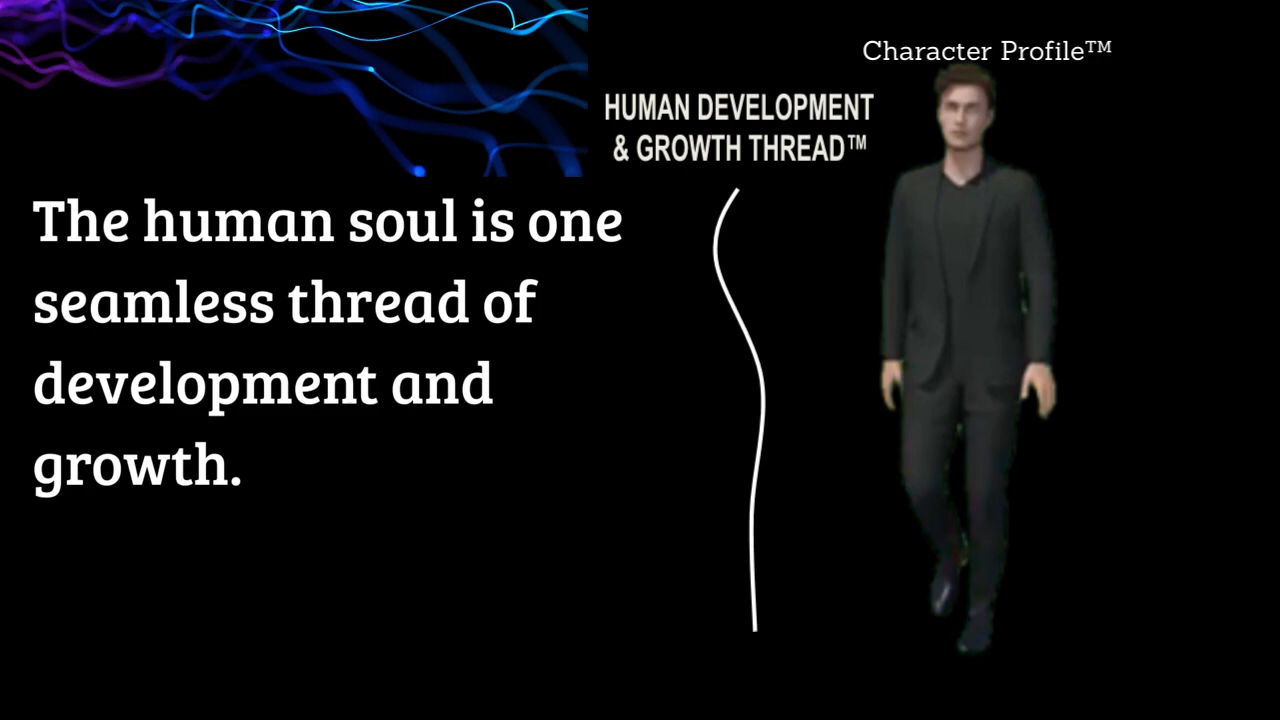 Character Profile™
HUMAN DEVELOPMENT
& GROWTH THREAD™
The human soul is one
seamless thread of
development and
growth.